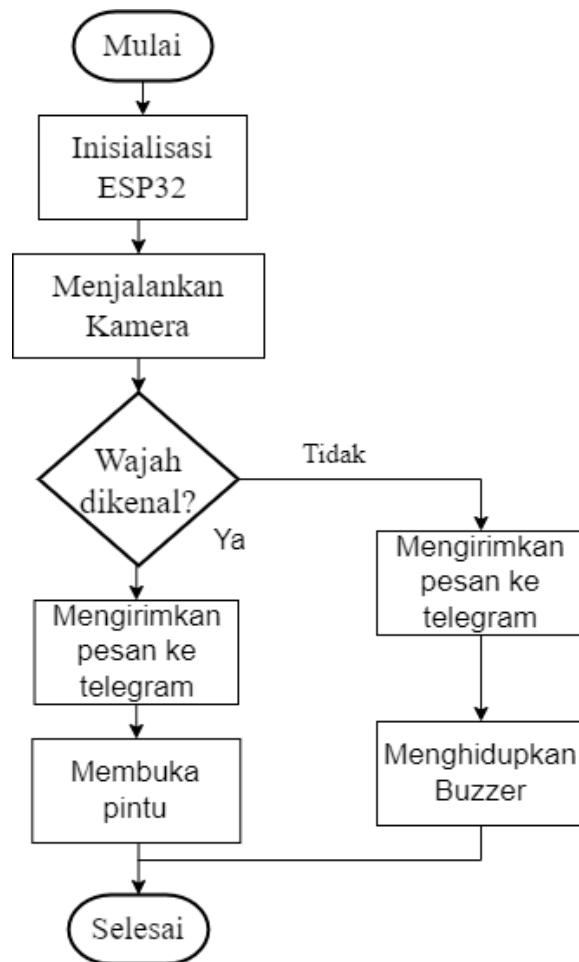 Mulai
Inisialisasi
ESP32
Menjalankan
Kamera
Wajah
dikenal?
Tidak
Ya
Mengirimkan
pesan ke
telegram
Mengirimkan
pesan ke
telegram
Membuka
pintu
Menghidupkan
Buzzer
Selesai